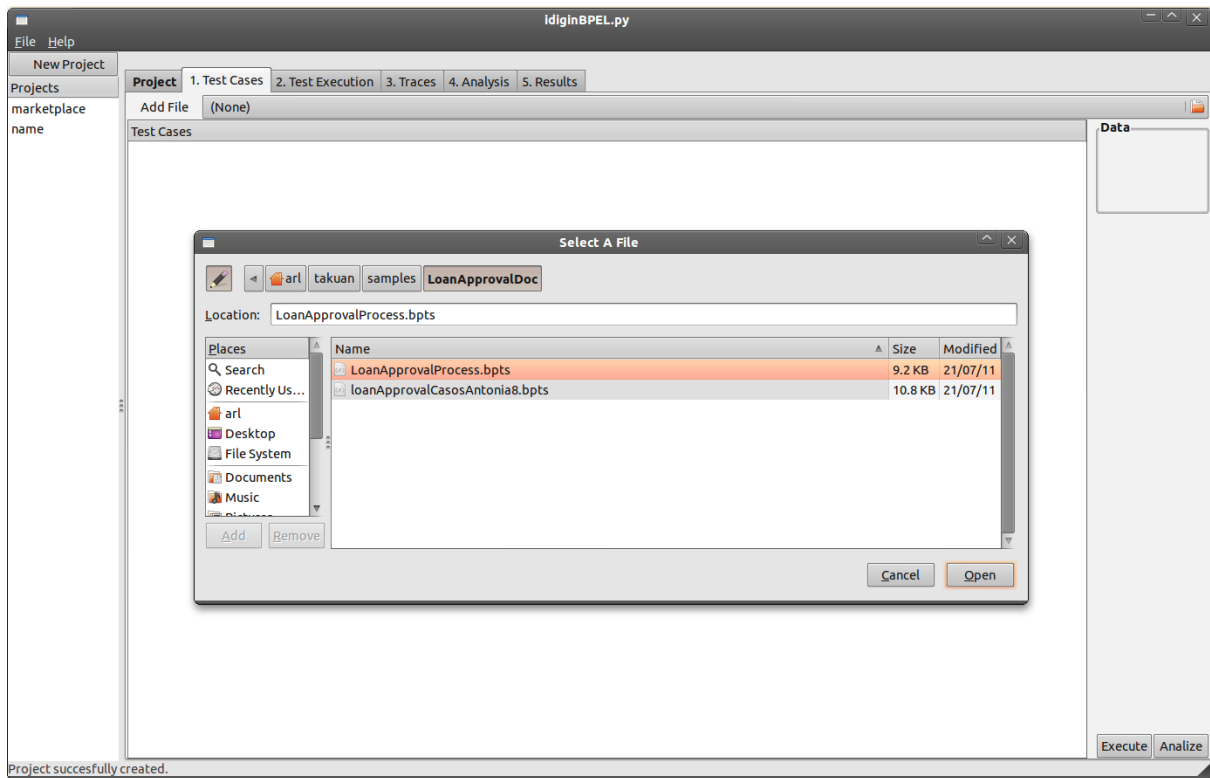 idiginBPEL.py
File Help
New Project
Projects
marketplace
name
Project 1. Test Cases 2. Test Execution 3. Traces 4. Analysis 5. Results
Add File (None)
Test Cases
Data
Select A File
arl takuan samples LoanApprovalDoc
Location: LoanApprovalProcess.bpts
Places
Search
Recently Us...
arl
Desktop
File System
Documents
Music
Name Size Modified
LoanApprovalProcess.bpts 9.2 KB 21/07/11
loanApprovalCasosAntonia8.bpts 10.8 KB 21/07/11
Add Remove
Cancel Open
Execute Analize
Project succesfully created.